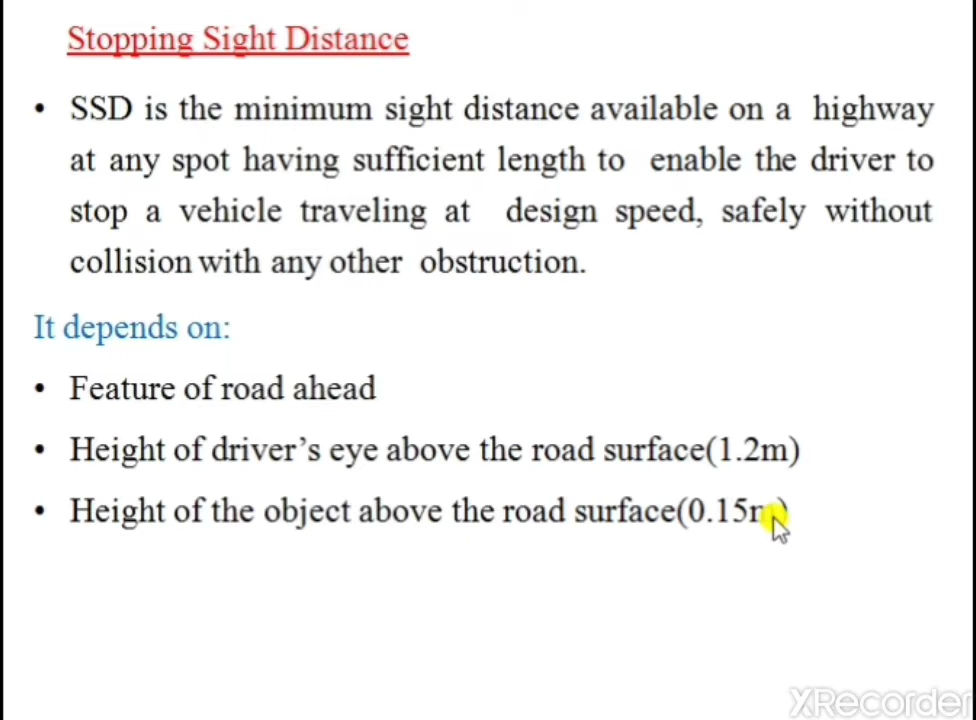 Stopping Sight Distance
• SSD is the minimum sight distance available on a highway
at any spot having sufficient length to enable the driver to
stop a vehicle traveling at design speed, safely without
collision with any other obstruction.
It depends on:
• Feature of road ahead
• Height of driver's eye above the road surface(1.2m)
• Height of the object above the road surface(0.15m)
XRecorder